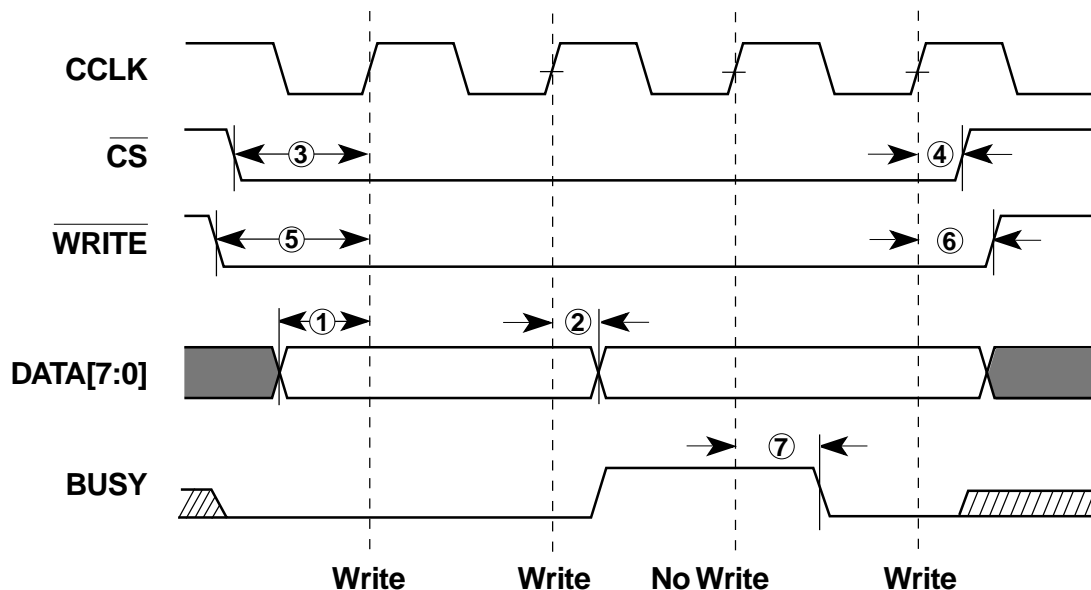 CCLK
CS
③ ④
WRITE
⑤ ⑥
① ②
DATA[7:0]
⑦
BUSY
Write Write No Write Write